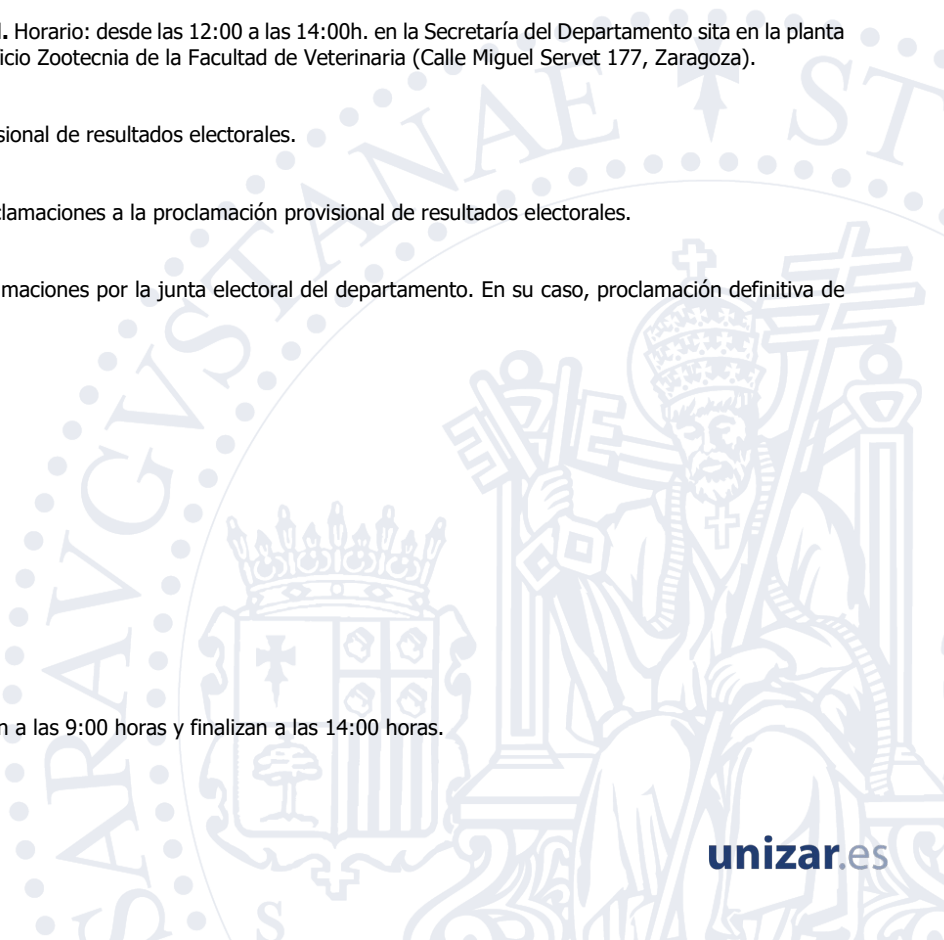 l. Horario: desde las 12:00 a las 14:00h. en la Secretaría del Departamento sita en la planta
icio Zootecnia de la Facultad de Veterinaria (Calle Miguel Servet 177, Zaragoza).
sional de resultados electorales.
clamaciones a la proclamación provisional de resultados electorales.
maciones por la junta electoral del departamento. En su caso, proclamación definitiva de
n a las 9:00 horas y finalizan a las 14:00 horas.
unizar.es
SARAVGVSTANAE ST
S